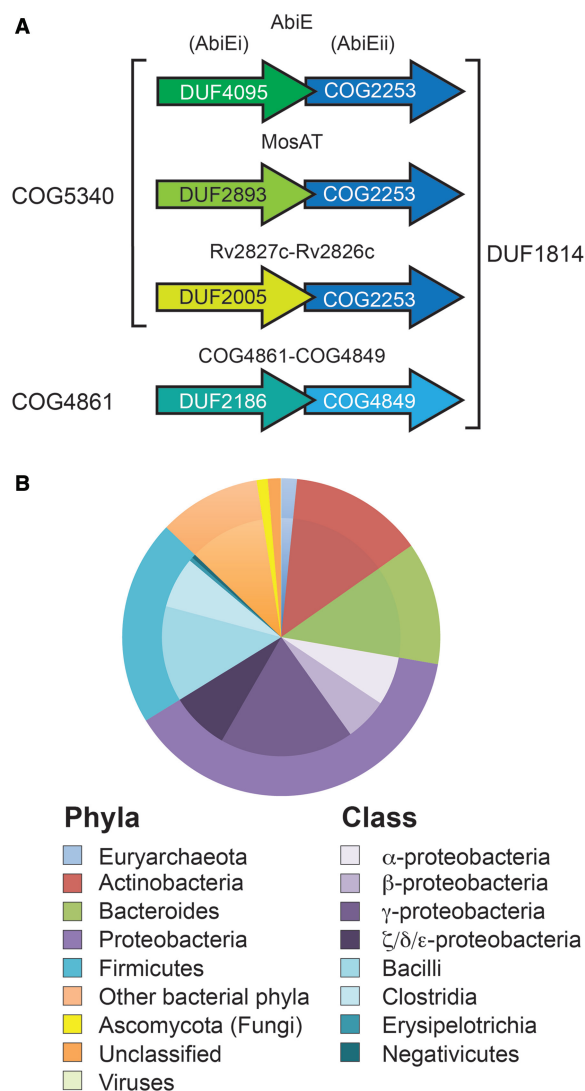 A
AbiE
(AbiEi) (AbiEii)
DUF4095 COG2253
MosAT
COG5340
DUF2893 COG2253
DUF1814
Rv2827c-Rv2826c
DUF2005 COG2253
COG4861-COG4849
COG4861
DUF2186 COG4849
B
Phyla
Euryarchaeota
Actinobacteria
Bacteroides
Proteobacteria
Firmicutes
Other bacterial phyla
Ascomycota (Fungi)
Unclassified
Viruses
Class
α-proteobacteria
β-proteobacteria
γ-proteobacteria
ζ/δ/ε-proteobacteria
Bacilli
Clostridia
Erysipelotrichia
Negativicutes